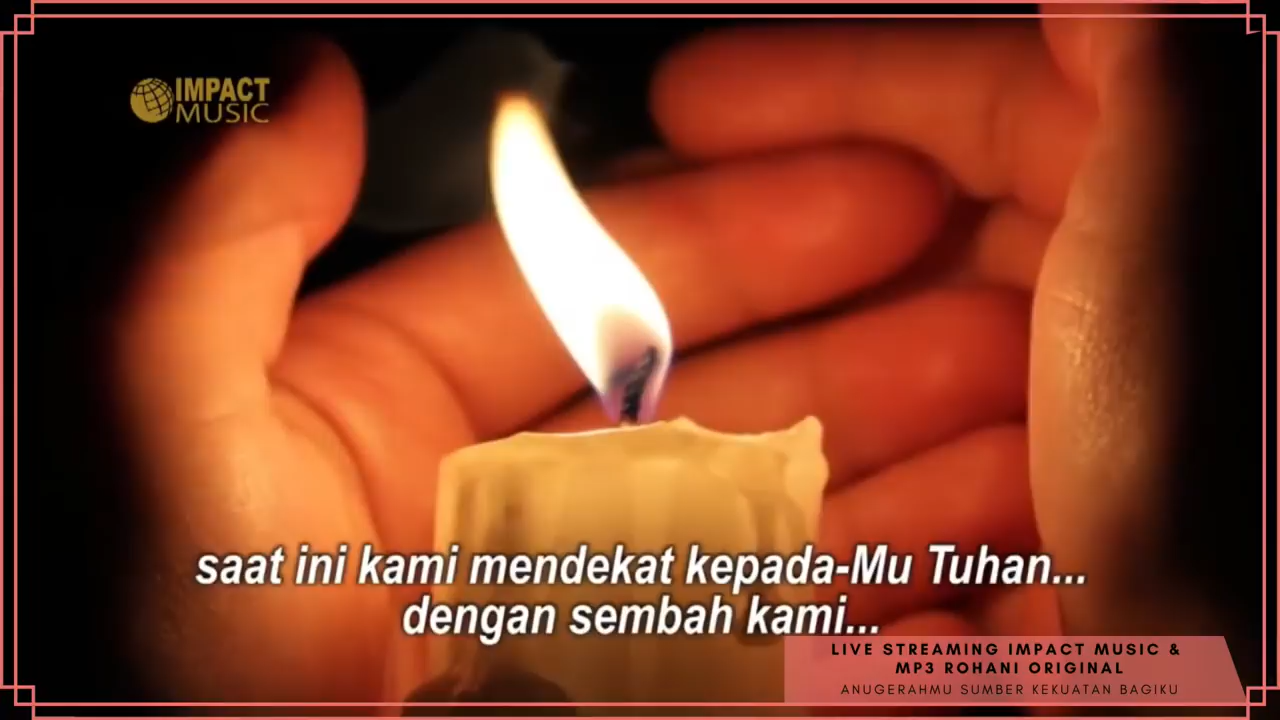 IMPACT
MUSIC
saat ini kami mendekat kepada-Mu Tuhan...
dengan sembah kami...
LIVE STREAMING IMPACT MUSIC &
MP3 ROHANI ORIGINAL
ANUGERAHMU SUMBER KEKUATAN BAGIKU